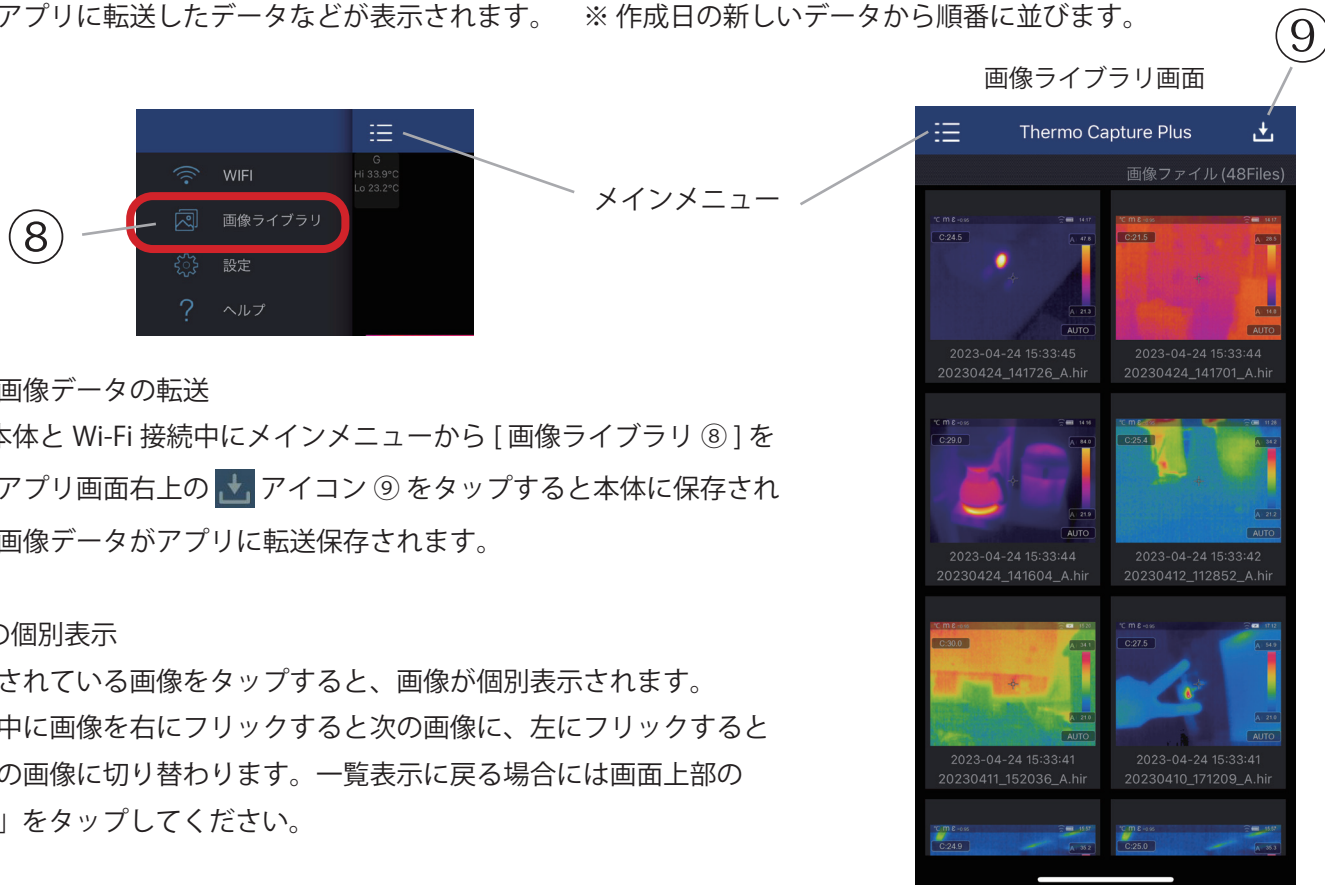 アプリに転送したデータなどが表示されます。 ※ 作成日の新しいデータから順番に並びます。
⑨
画像ライブラリ画面
WIFI
画像ライブラリ
設定
ヘルプ
G
Hi 33.9°C
Lo 23.2°C
⑧
メインメニュー
Thermo Capture Plus
画像ファイル (48Files)
C:24.5
A 47.8
A 21.3
AUTO
2023-04-24 15:33:45
20230424_141726_A.hir
C:21.5
AUTO
2023-04-24 15:33:44
20230424_141701_A.hir
C:29.0
A 21.9
AUTO
2023-04-24 15:33:44
20230424_141604_A.hir
C:25.4
A 34.2
A 21.2
AUTO
2023-04-24 15:33:42
20230412_112852_A.hir
C:30.0
A 34.1
AUTO
2023-04-24 15:33:41
20230411_152036_A.hir
C:27.5
AUTO
2023-04-24 15:33:41
20230410_171209_A.hir
C:24.9
A 35.2
C:25.0
A 35.3
画像データの転送
本体と Wi-Fi 接続中にメインメニューから [ 画像ライブラリ ⑧ ] を
アプリ画面右上の アイコン ⑨ をタップすると本体に保存され
画像データがアプリに転送保存されます。
の個別表示
されている画像をタップすると、画像が個別表示されます。
中に画像を右にフリックすると次の画像に、左にフリックすると
の画像に切り替わります。一覧表示に戻る場合には画面上部の
」をタップしてください。